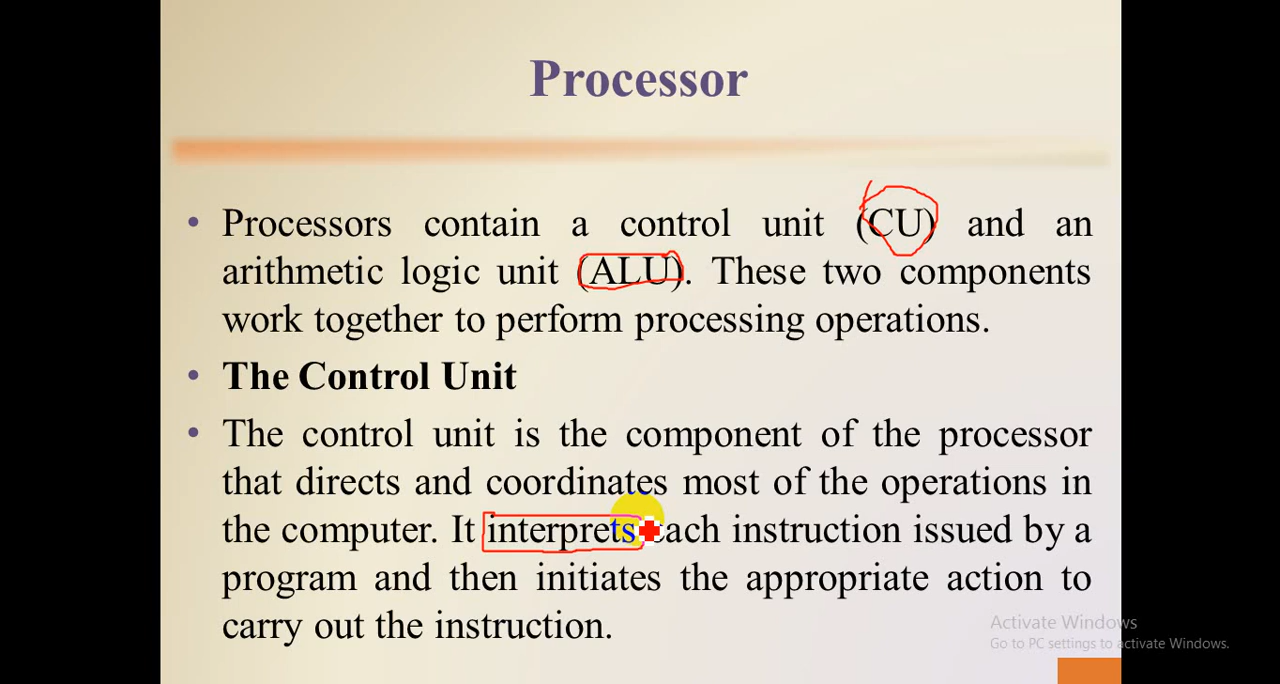 Processor
• Processors contain a control unit (CU) and an
arithmetic logic unit (ALU). These two components
work together to perform processing operations.
• The Control Unit
• The control unit is the component of the processor
that directs and coordinates most of the operations in
the computer. It interprets each instruction issued by a
program and then initiates the appropriate action to
carry out the instruction.
Activate Windows
Go to PC settings to activate Windows.